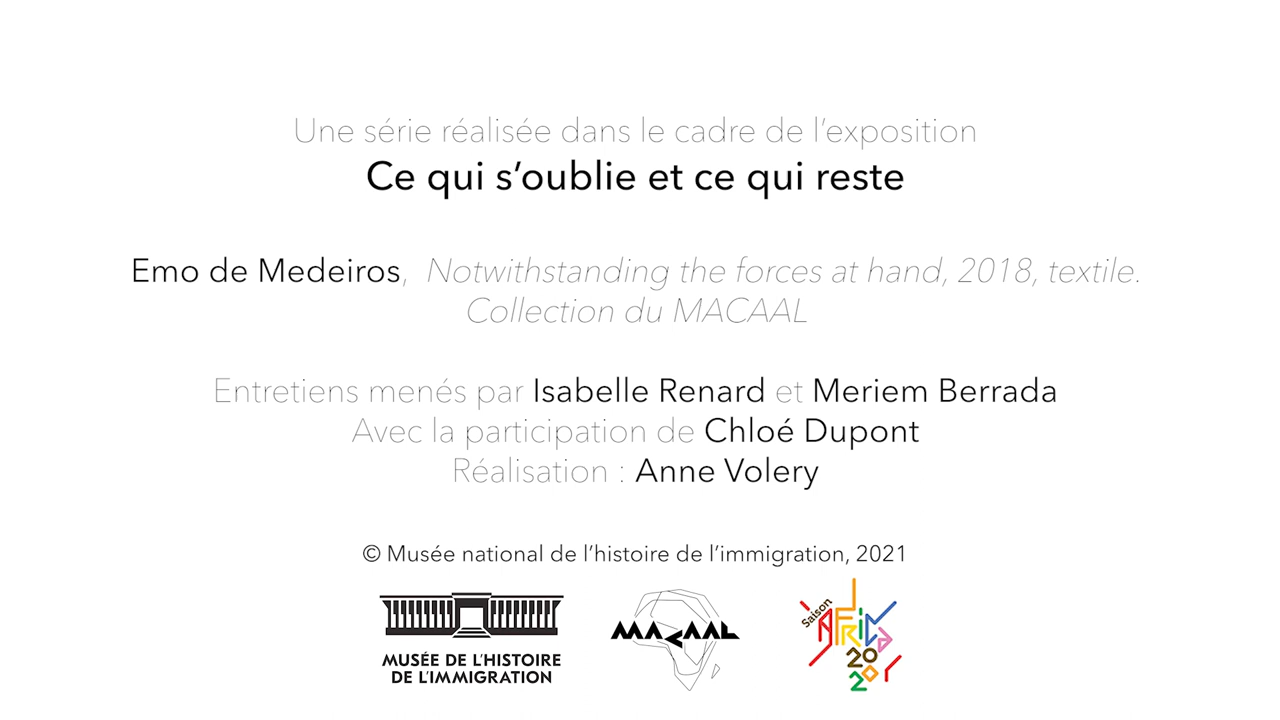 Une série réalisée dans le cadre de l’exposition
Ce qui s’oublie et ce qui reste
Emo de Medeiros, Notwithstanding the forces at hand, 2018, textile.
Collection du MACAAL
Entretiens menés par Isabelle Renard et Meriem Berrada
Avec la participation de Chloé Dupont
Réalisation : Anne Volery
© Musée national de l’histoire de l’immigration, 2021
MUSÉE DE L’HISTOIRE
DE L’IMMIGRATION
MACAAL
Saison
AFRICA
20
20